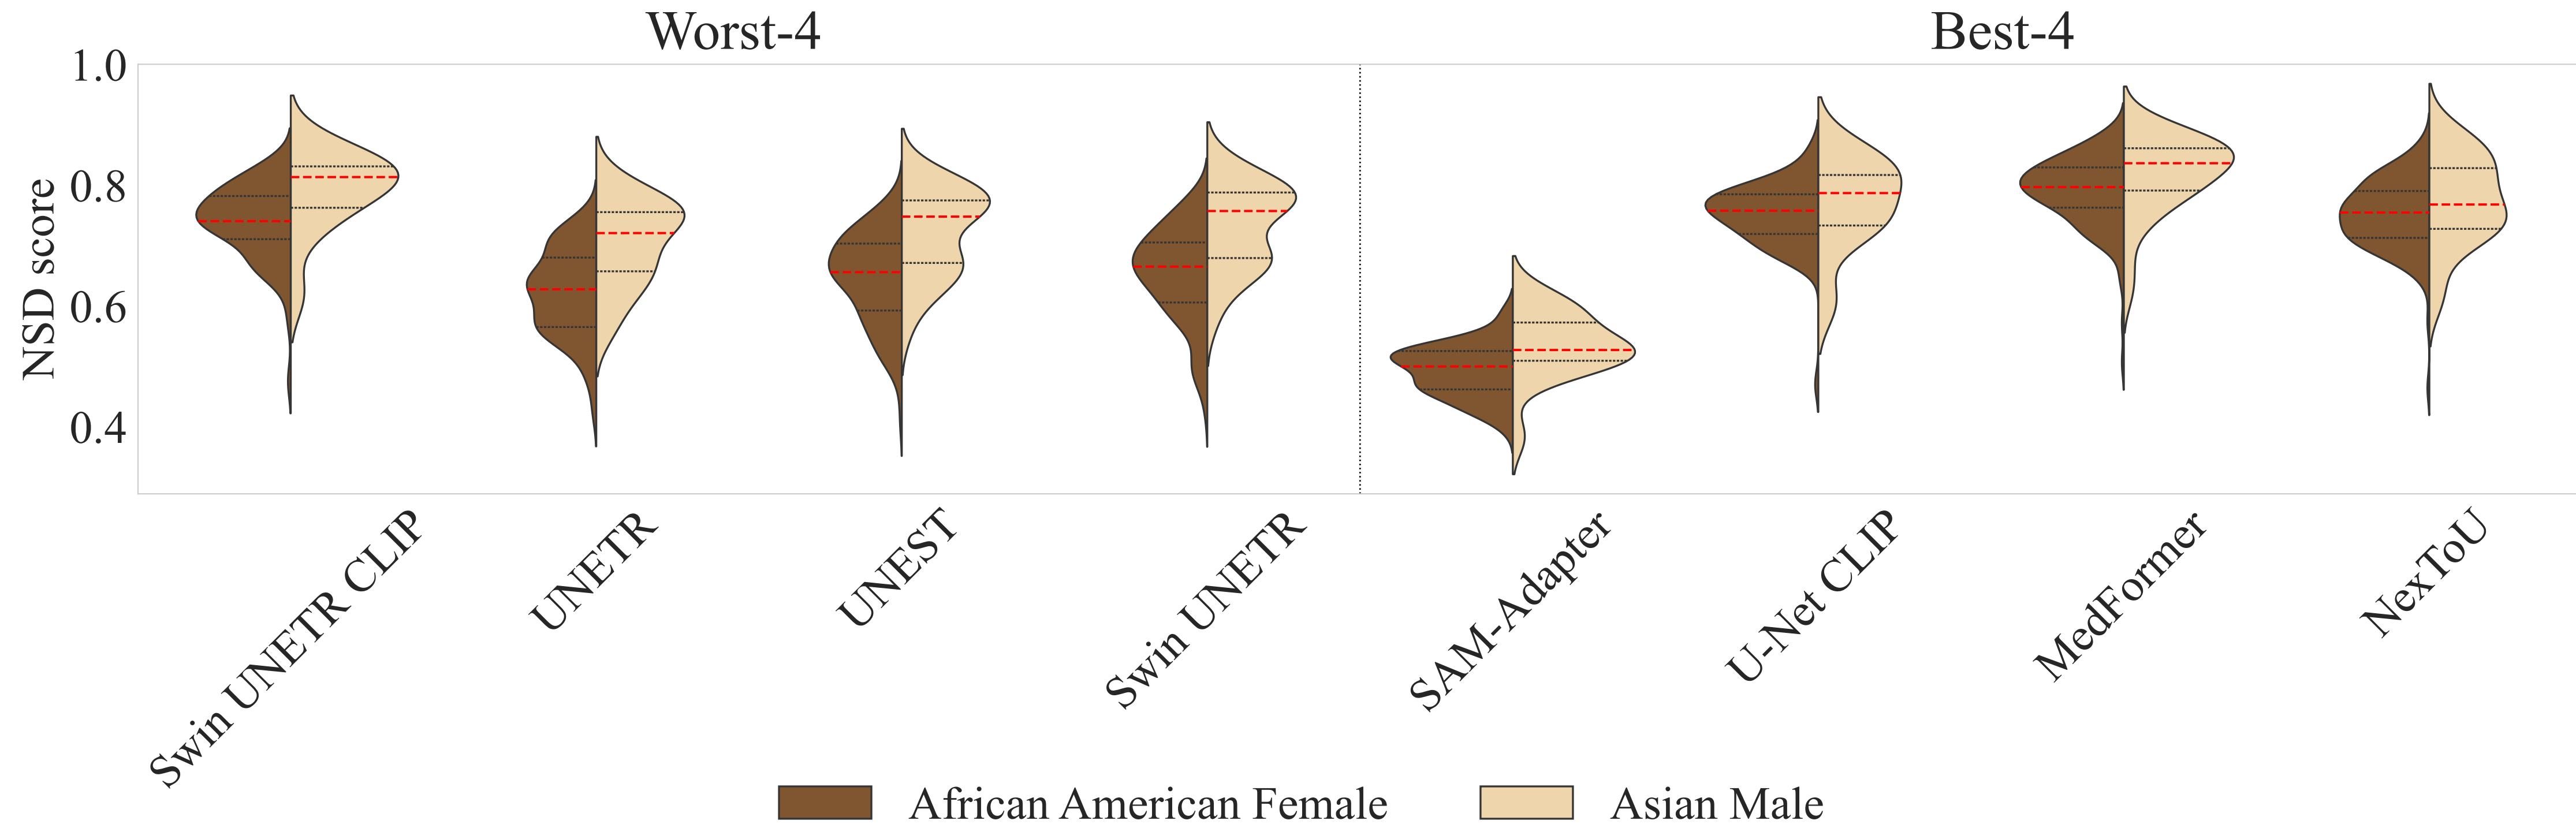 Worst-4
Best-4
NSD score
1.0
0.8
0.6
0.4
Swin UNETR CLIP
UNETR
UNEST
Swin UNETR
SAM-Adapter
U-Net CLIP
MedFormer
NexToU
African American Female
Asian Male